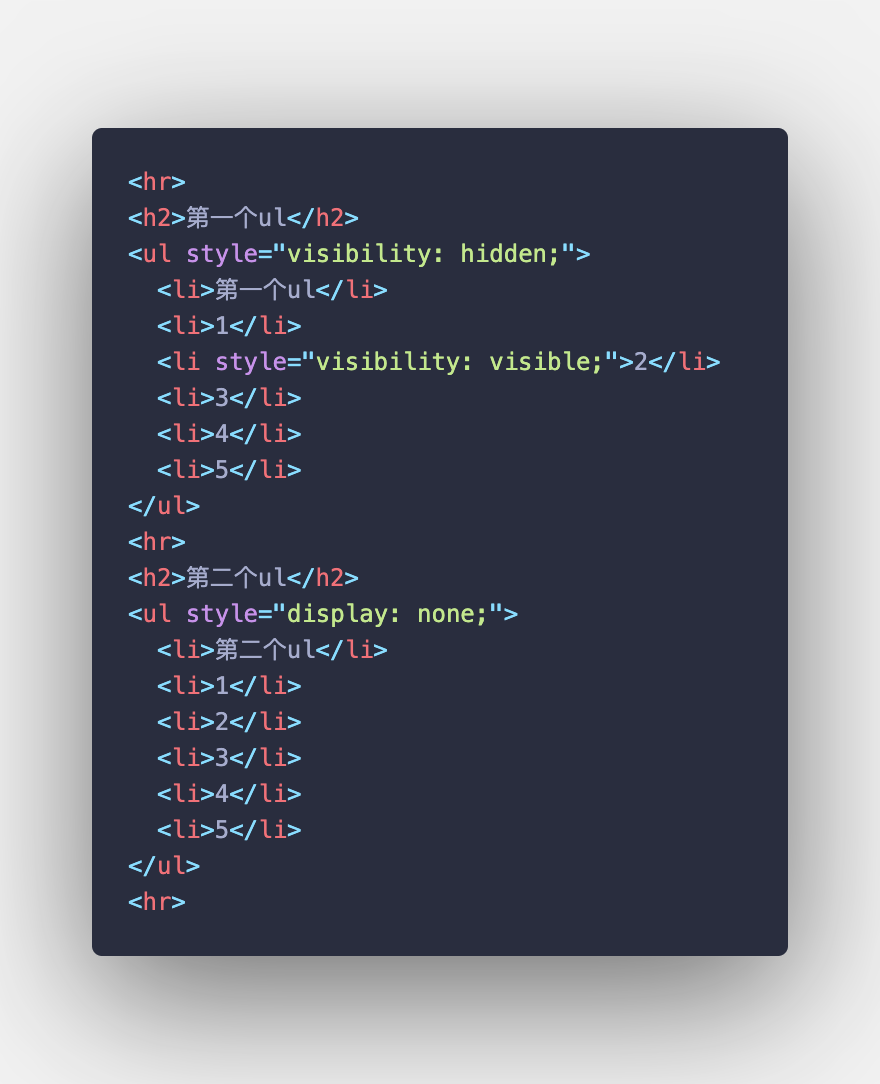 <hr>
<h2>第一个ul</h2>
<ul style="visibility: hidden;">
  <li>第一个ul</li>
  <li>1</li>
  <li style="visibility: visible;">2</li>
  <li>3</li>
  <li>4</li>
  <li>5</li>
</ul>
<hr>
<h2>第二个ul</h2>
<ul style="display: none;">
  <li>第二个ul</li>
  <li>1</li>
  <li>2</li>
  <li>3</li>
  <li>4</li>
  <li>5</li>
</ul>
<hr>